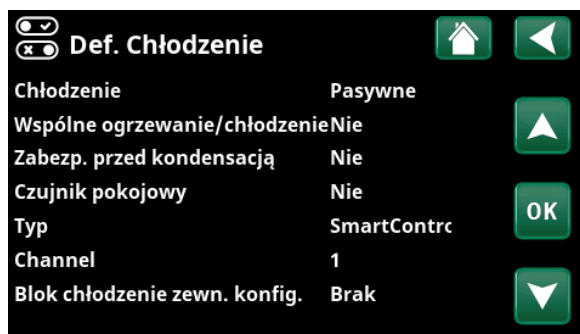 Def. Chłodzenie
Chłodzenie Pasywne
Wspólne ogrzewanie/chłodzenie Nie
Zabezp. przed kondensacją Nie
Czujnik pokojowy Nie
Typ SmartContrc
Channel 1
OK
Blok chłodzenie zewn. konfig. Brak